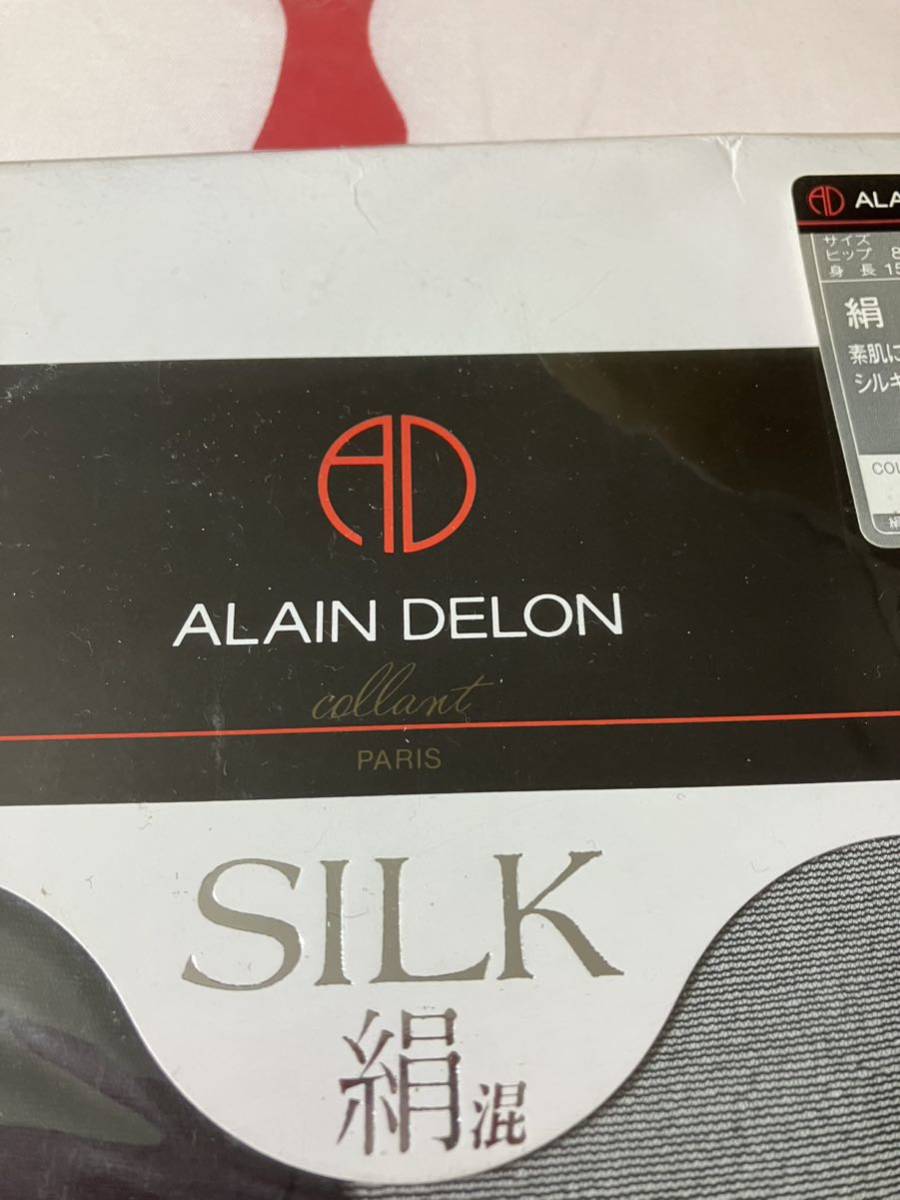 AD ALA
サイズ
ヒップ 8
身長 15
絹
素肌に
シルキ
COL
AD
ALAIN DELON
collant
PARIS
SILK
絹混